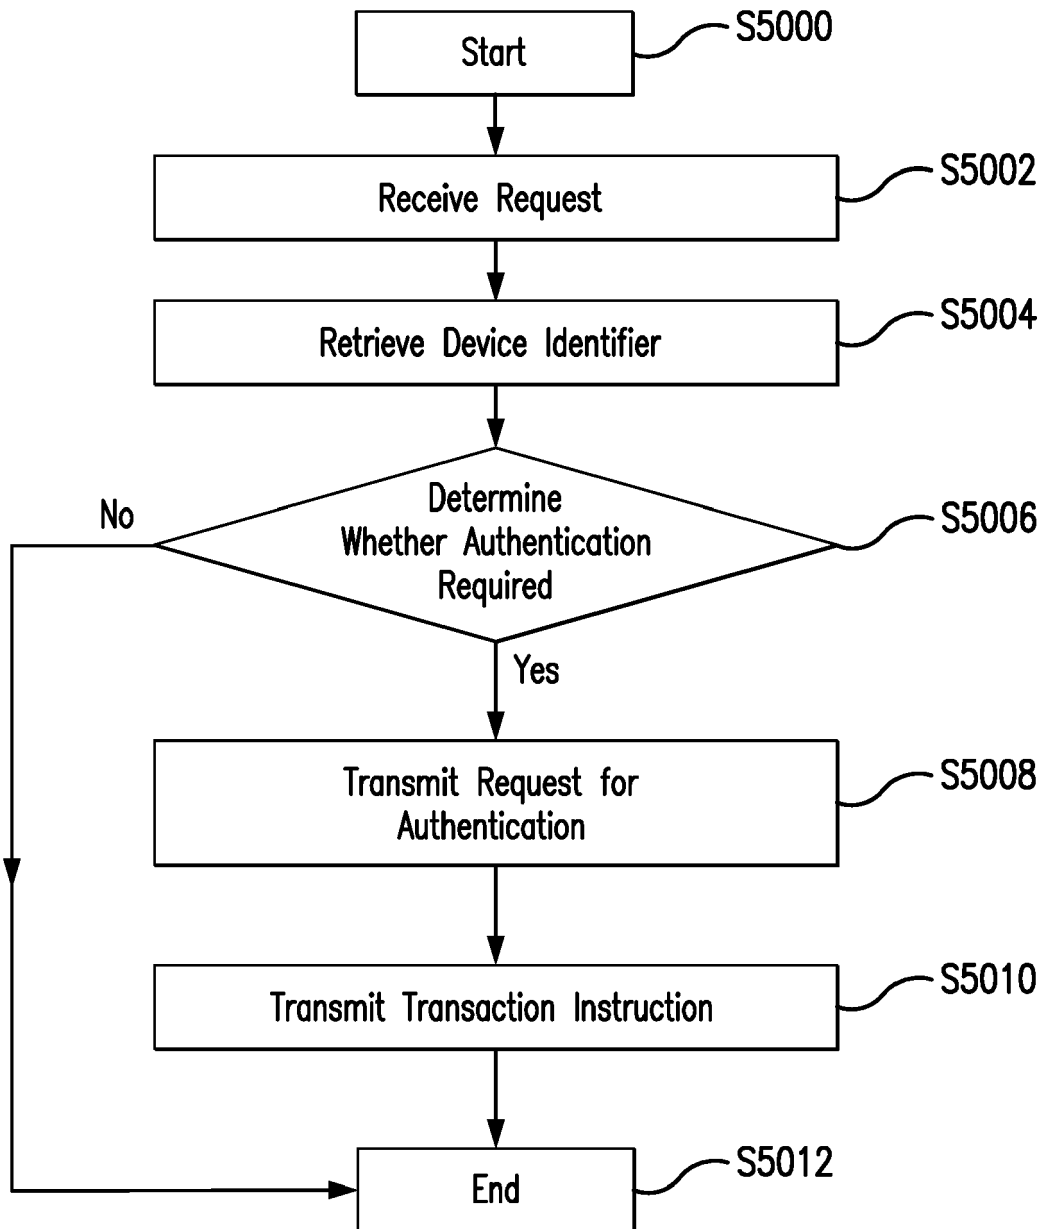 Start
S5000
Receive Request
S5002
Retrieve Device Identifier
S5004
Determine
Whether Authentication
Required
No
S5006
Yes
Transmit Request for
Authentication
S5008
Transmit Transaction Instruction
S5010
End
S5012